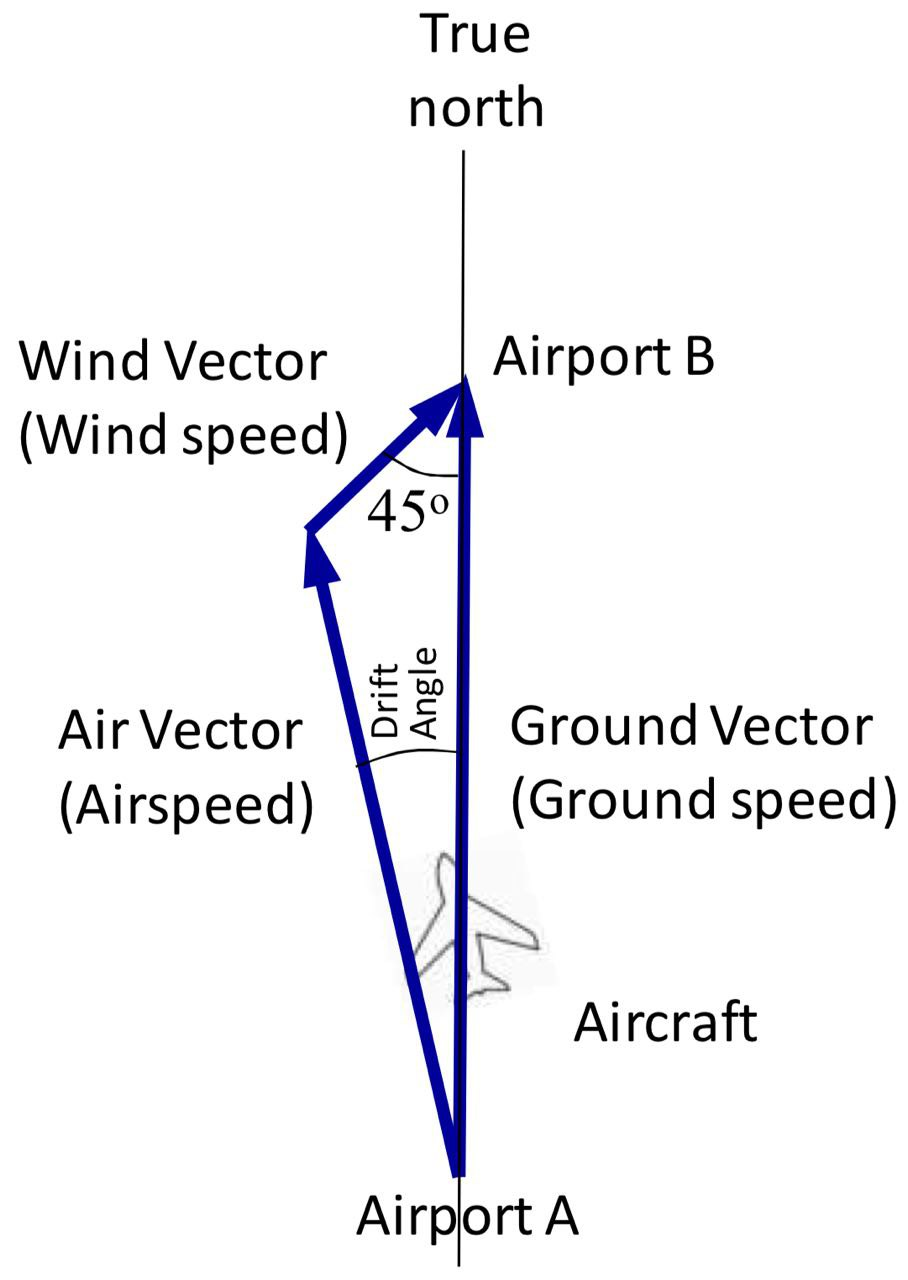 True
north
Airport B
Wind Vector
(Wind speed)
45º
Drift
Angle
Air Vector
(Airspeed)
Ground Vector
(Ground speed)
Aircraft
Airport A